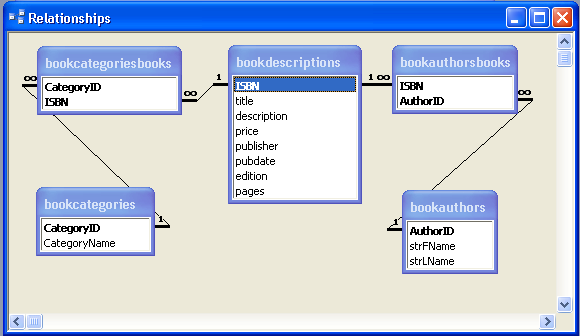 Relationships
bookcategoriesbooks
CategoryID
ISBN
∞
∞
1
bookdescriptions
ISBN
title
description
price
publisher
pubdate
edition
pages
1
∞
bookauthorsbooks
ISBN
AuthorID
∞
bookcategories
CategoryID
CategoryName
1
bookauthors
AuthorID
strFName
strLName
1